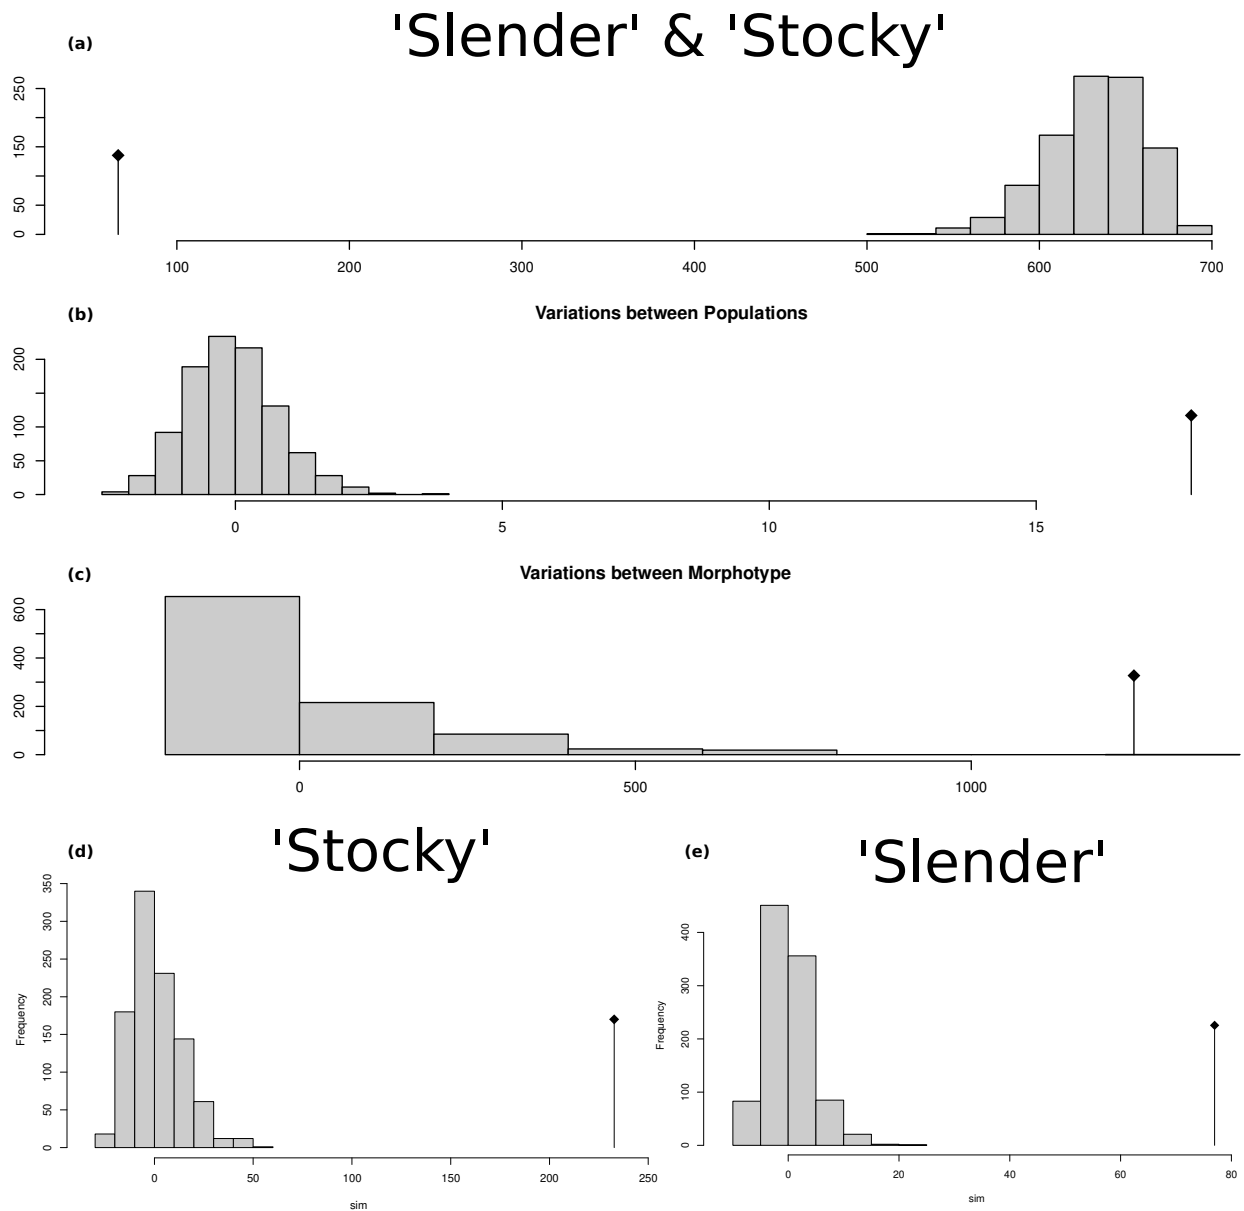 (a) 'Slender' & 'Stocky'
250
150
50
0
100 200 300 400 500 600 700
(b) Variations between Populations
200
100
50
0
0 5 10 15
(c) Variations between Morphotype
600
400
200
0
0 500 1000
(d) 'Stocky'
350
300
250
200
150
100
50
0
Frequency
0 50 100 150 200 250
sim
(e) 'Slender'
400
300
200
100
0
Frequency
0 20 40 60 80
sim